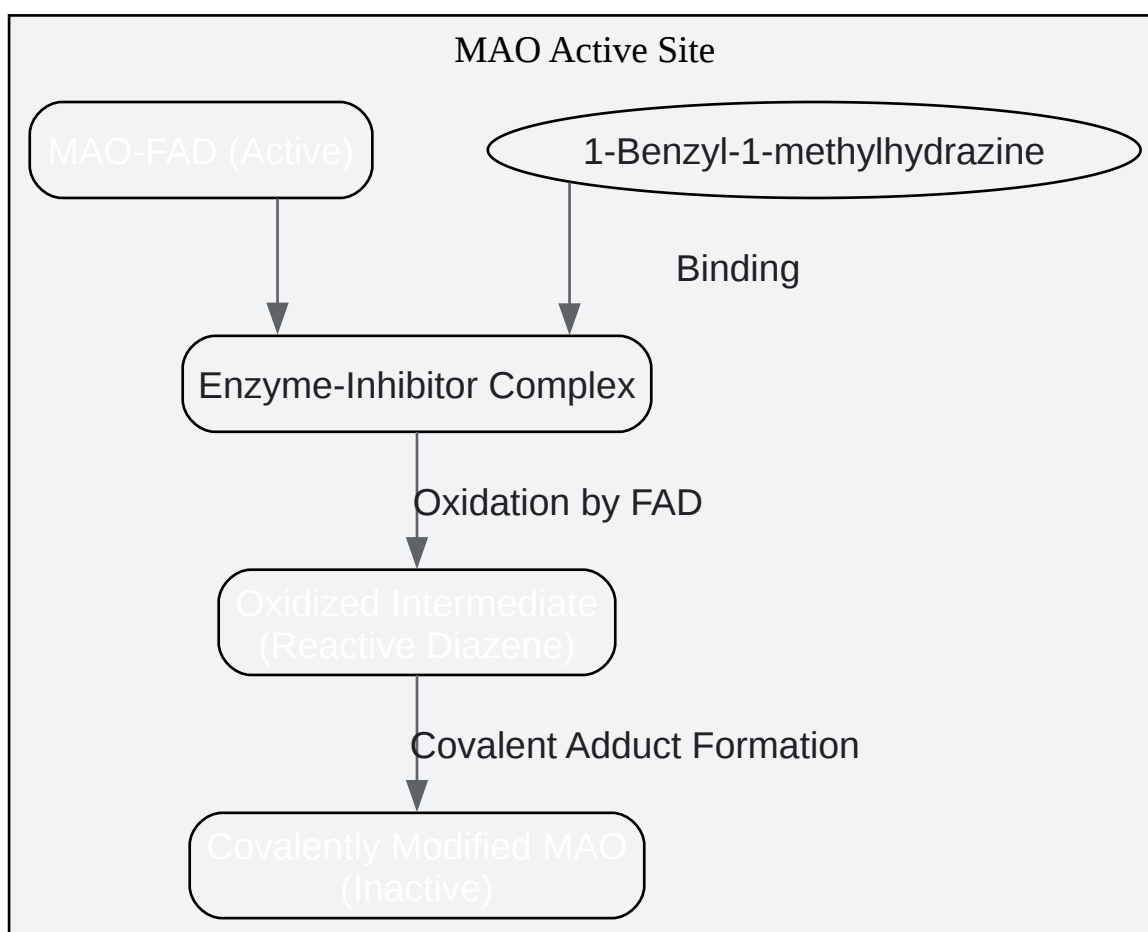 MAO Active Site
MAO-FAD (Active)
1-Benzyl-1-methylhydrazine
Binding
Enzyme-Inhibitor Complex
Oxidation by FAD
Oxidized Intermediate
(Reactive Diazene)
Covalent Adduct Formation
Covalently Modified MAO
(Inactive)